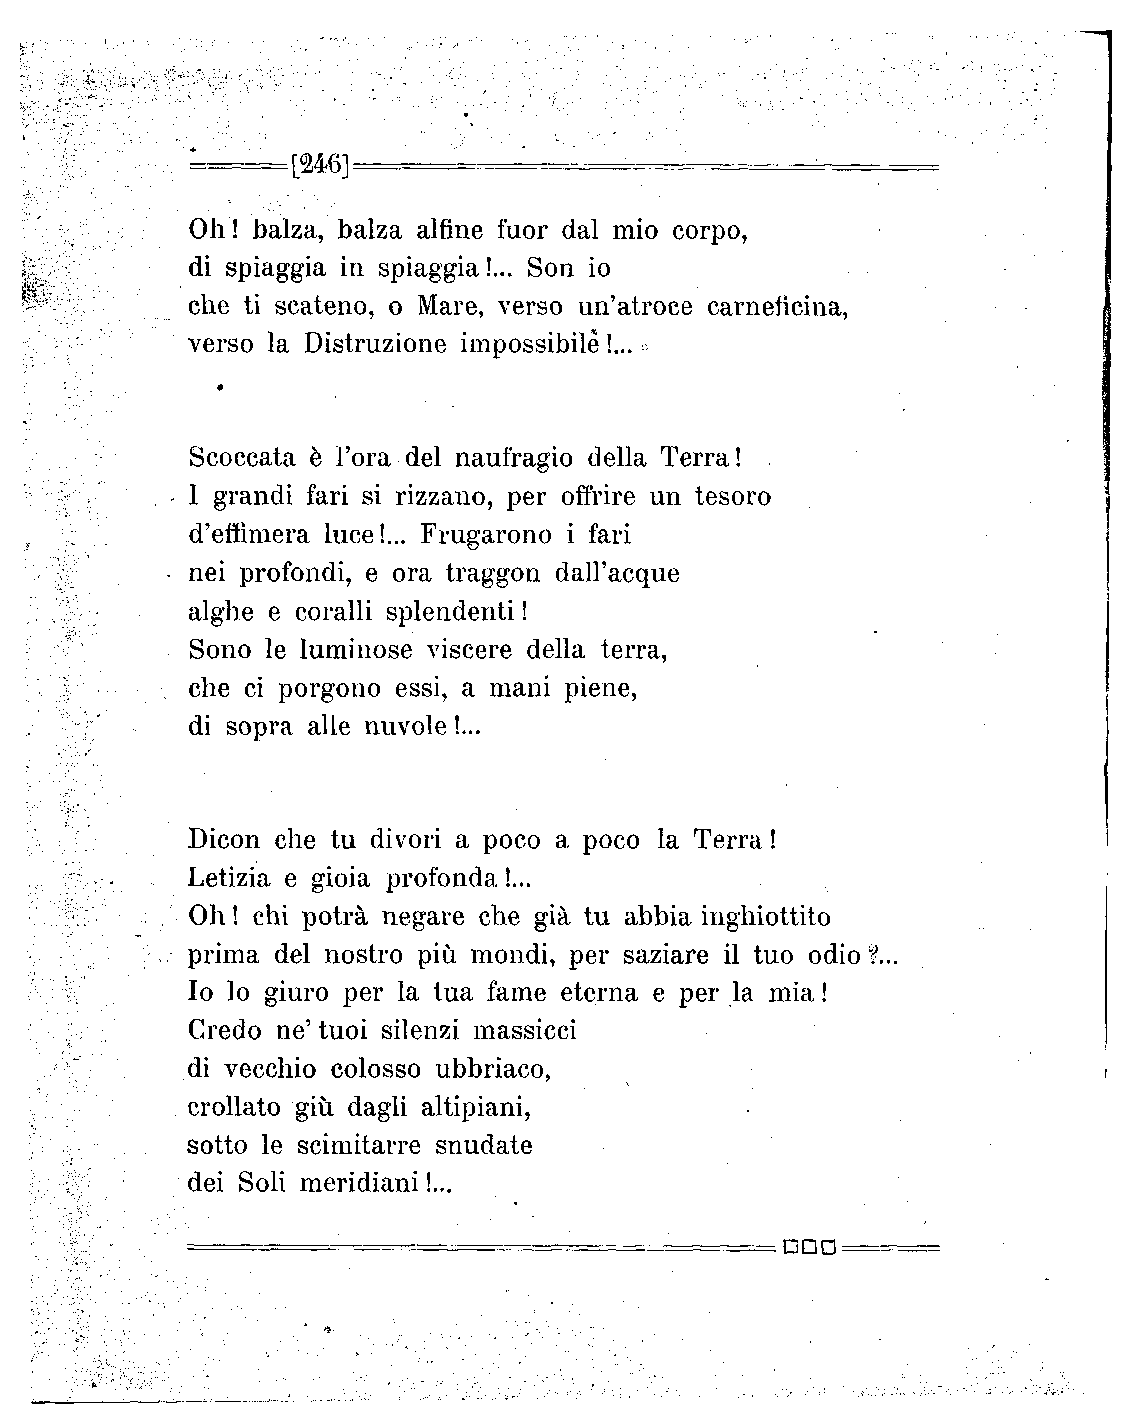 [246]
Oh! balza, balza alfine fuor dal mio corpo,
di spiaggia in spiaggia!... Son io
che ti scateno, o Mare, verso un'atroce carneficina,
verso la Distruzione impossibile!...
Scoccata è l'ora del naufragio della Terra!
I grandi fari si rizzano, per offrire un tesoro
d'effimera luce!... Frugarono i fari
nei profondi, e ora traggon dall'acque
alghe e coralli splendenti!
Sono le luminose viscere della terra,
che ci porgono essi, a mani piene,
di sopra alle nuvole!...
Dicon che tu divori a poco a poco la Terra!
Letizia e gioia profonda!...
Oh! chi potrà negare che già tu abbia inghiottito
prima del nostro più mondi, per saziare il tuo odio?...
Io lo giuro per la tua fame eterna e per la mia!
Credo ne' tuoi silenzi massicci
di vecchio colosso ubbriaco,
crollato giù dagli altipiani,
sotto le scimitarre snudate
dei Soli meridiani!...